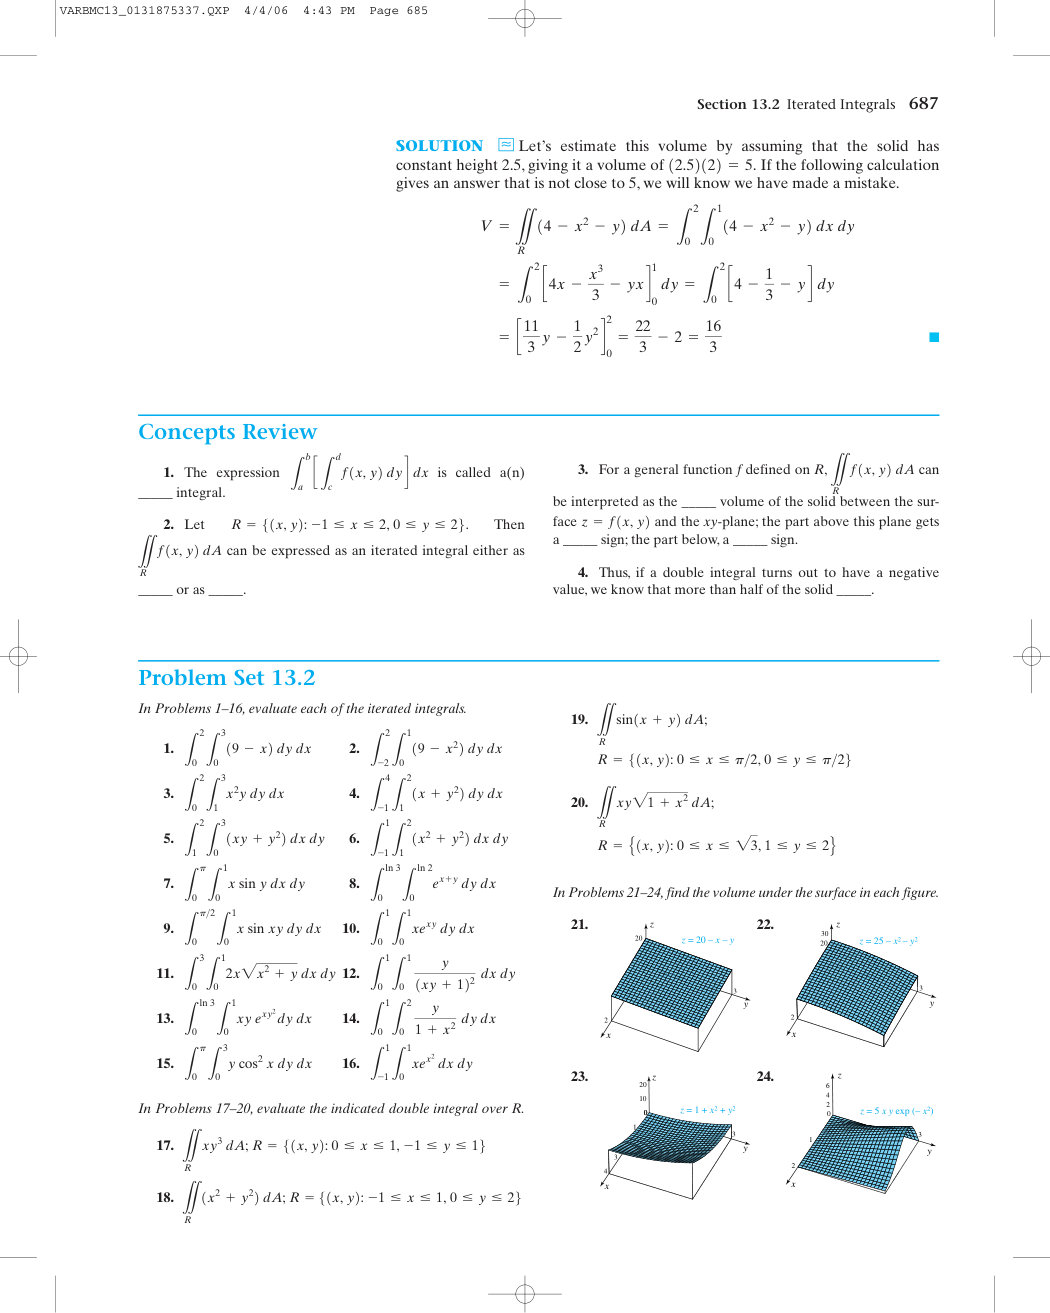 VARBMC13_0131875337.QXP 4/4/06 4:43 PM Page 685
Section 13.2 Iterated Integrals 687
SOLUTION ≈ Let's estimate this volume by assuming that the solid has
constant height 2.5, giving it a volume of (2.5)(2) = 5. If the following calculation
gives an answer that is not close to 5, we will know we have made a mistake.
V = ∬_R (4 − x² − y) dA = ∫_0^2 ∫_0^1 (4 − x² − y) dx dy
= ∫_0^2 [4x − x³/3 − yx]_0^1 dy = ∫_0^2 [4 − 1/3 − y] dy
= [11/3 y − 1/2 y²]_0^2 = 22/3 − 2 = 16/3
Concepts Review
1. The expression ∫_a^b [∫_c^d f(x, y) dy] dx is called a(n)
_____ integral.
2. Let R = {(x, y): −1 ≤ x ≤ 2, 0 ≤ y ≤ 2}. Then
∬_R f(x, y) dA can be expressed as an iterated integral either as
_____ or as _____.
3. For a general function f defined on R, ∬_R f(x, y) dA can
be interpreted as the _____ volume of the solid between the sur-
face z = f(x, y) and the xy-plane; the part above this plane gets
a _____ sign; the part below, a _____ sign.
4. Thus, if a double integral turns out to have a negative
value, we know that more than half of the solid _____.
Problem Set 13.2
In Problems 1–16, evaluate each of the iterated integrals.
1. ∫_0^2 ∫_0^3 (9 − x) dy dx 2. ∫_−2^2 ∫_0^1 (9 − x²) dy dx
3. ∫_0^2 ∫_1^3 x²y dy dx 4. ∫_−1^4 ∫_1^2 (x + y²) dy dx
5. ∫_1^2 ∫_0^3 (xy + y²) dx dy 6. ∫_−1^1 ∫_1^2 (x² + y²) dx dy
7. ∫_0^π ∫_0^1 x sin y dx dy 8. ∫_0^ln 3 ∫_0^ln 2 e^(x+y) dy dx
9. ∫_0^π/2 ∫_0^1 x sin xy dy dx 10. ∫_0^1 ∫_0^1 xe^(xy) dy dx
11. ∫_0^3 ∫_0^1 2x√(x² + y) dx dy 12. ∫_0^1 ∫_0^1 y/(xy + 1)² dx dy
13. ∫_0^ln 3 ∫_0^1 xy e^(xy²) dy dx 14. ∫_0^1 ∫_0^2 y/(1 + x²) dy dx
15. ∫_0^π ∫_0^3 y cos² x dy dx 16. ∫_−1^1 ∫_0^1 xe^(x²) dx dy
In Problems 17–20, evaluate the indicated double integral over R.
17. ∬_R xy³ dA; R = {(x, y): 0 ≤ x ≤ 1, −1 ≤ y ≤ 1}
18. ∬_R (x² + y²) dA; R = {(x, y): −1 ≤ x ≤ 1, 0 ≤ y ≤ 2}
19. ∬_R sin(x + y) dA;
R = {(x, y): 0 ≤ x ≤ π/2, 0 ≤ y ≤ π/2}
20. ∬_R xy√(1 + x²) dA;
R = {(x, y): 0 ≤ x ≤ √3, 1 ≤ y ≤ 2}
In Problems 21–24, find the volume under the surface in each figure.
21.
z
20
z = 20 – x – y
3
y
2
x
22.
z
30
20
z = 25 – x² – y²
3
y
2
x
23.
z
20
10
0
z = 1 + x² + y²
1
3
y
3
4
x
24.
z
6
4
2
0
z = 5 x y exp (– x²)
1
3
y
2
x